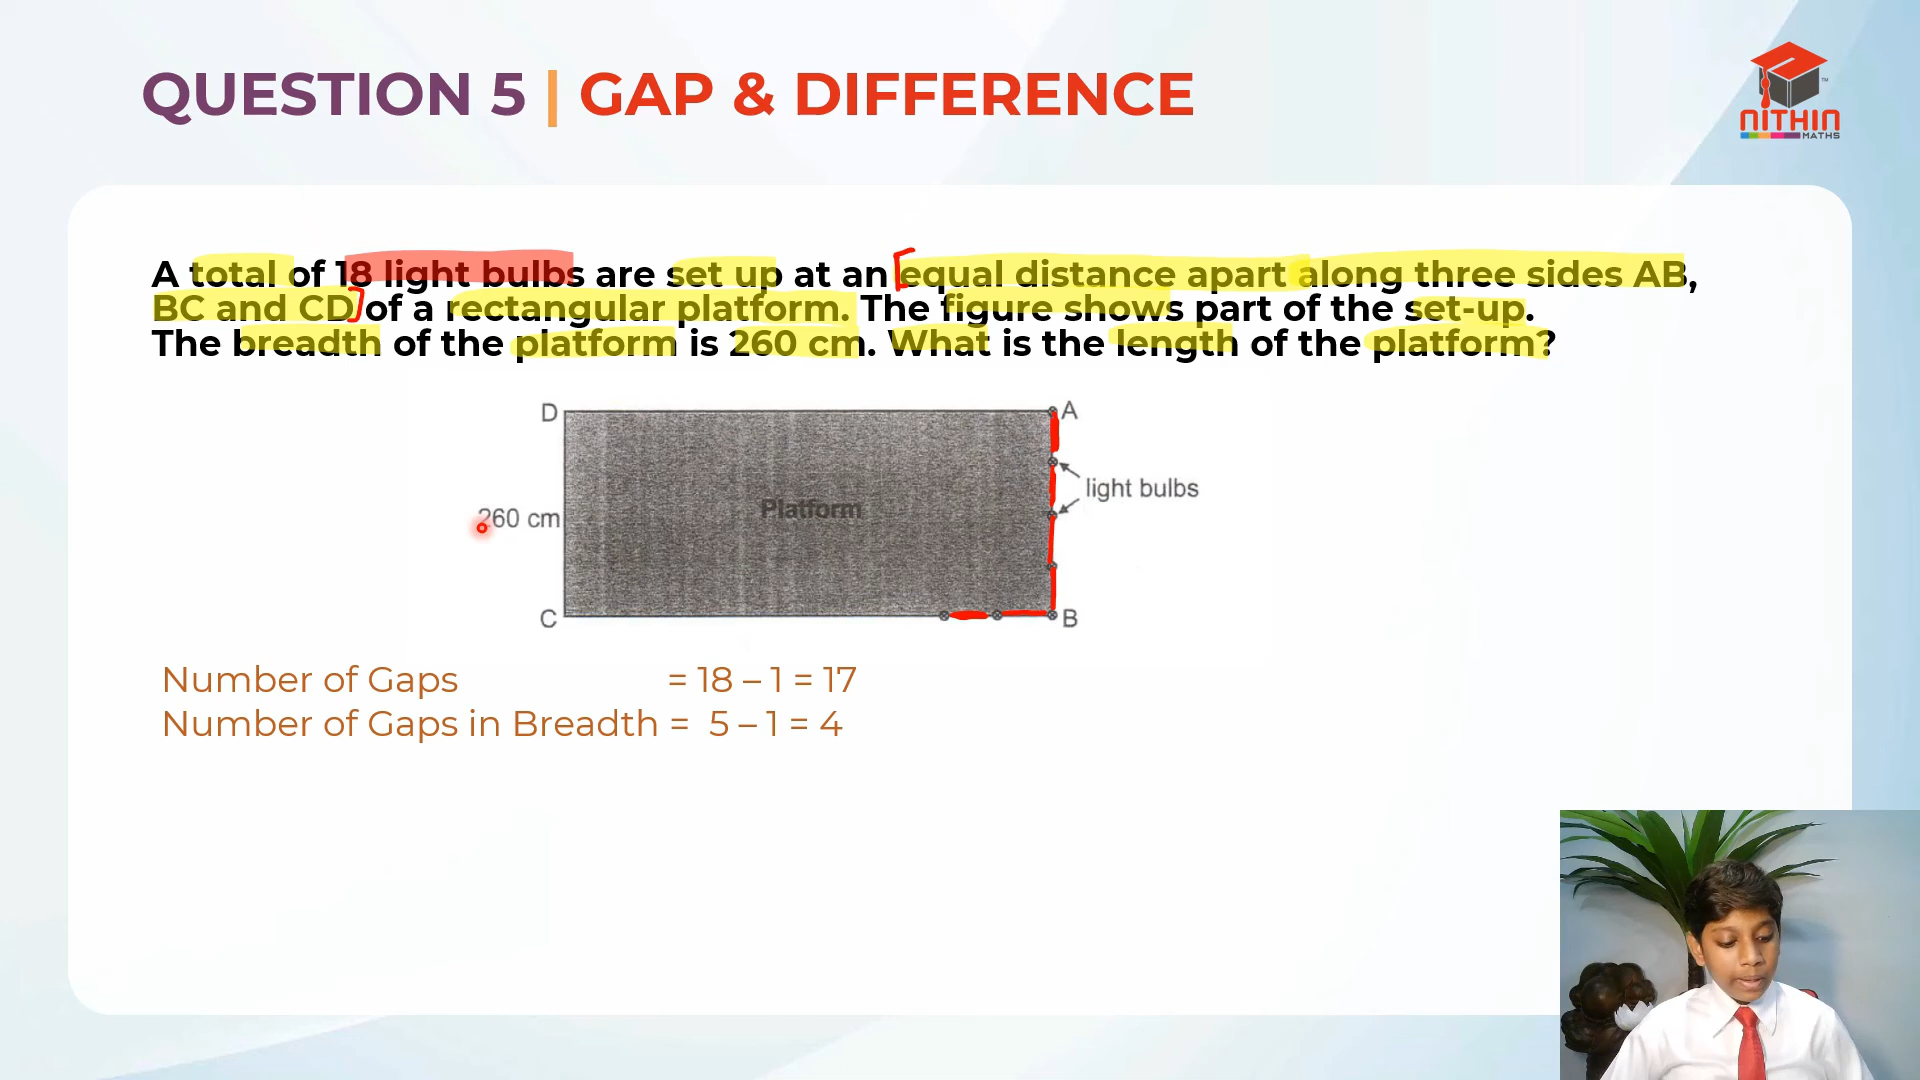 QUESTION 5 | GAP & DIFFERENCE
NITHIN
MATHS
TM
A total of 18 light bulbs are set up at an equal distance apart along three sides AB,
BC and CD of a rectangular platform. The figure shows part of the set-up.
The breadth of the platform is 260 cm. What is the length of the platform?
D
A
light bulbs
Platform
260 cm
C
B
Number of Gaps = 18 – 1 = 17
Number of Gaps in Breadth = 5 – 1 = 4